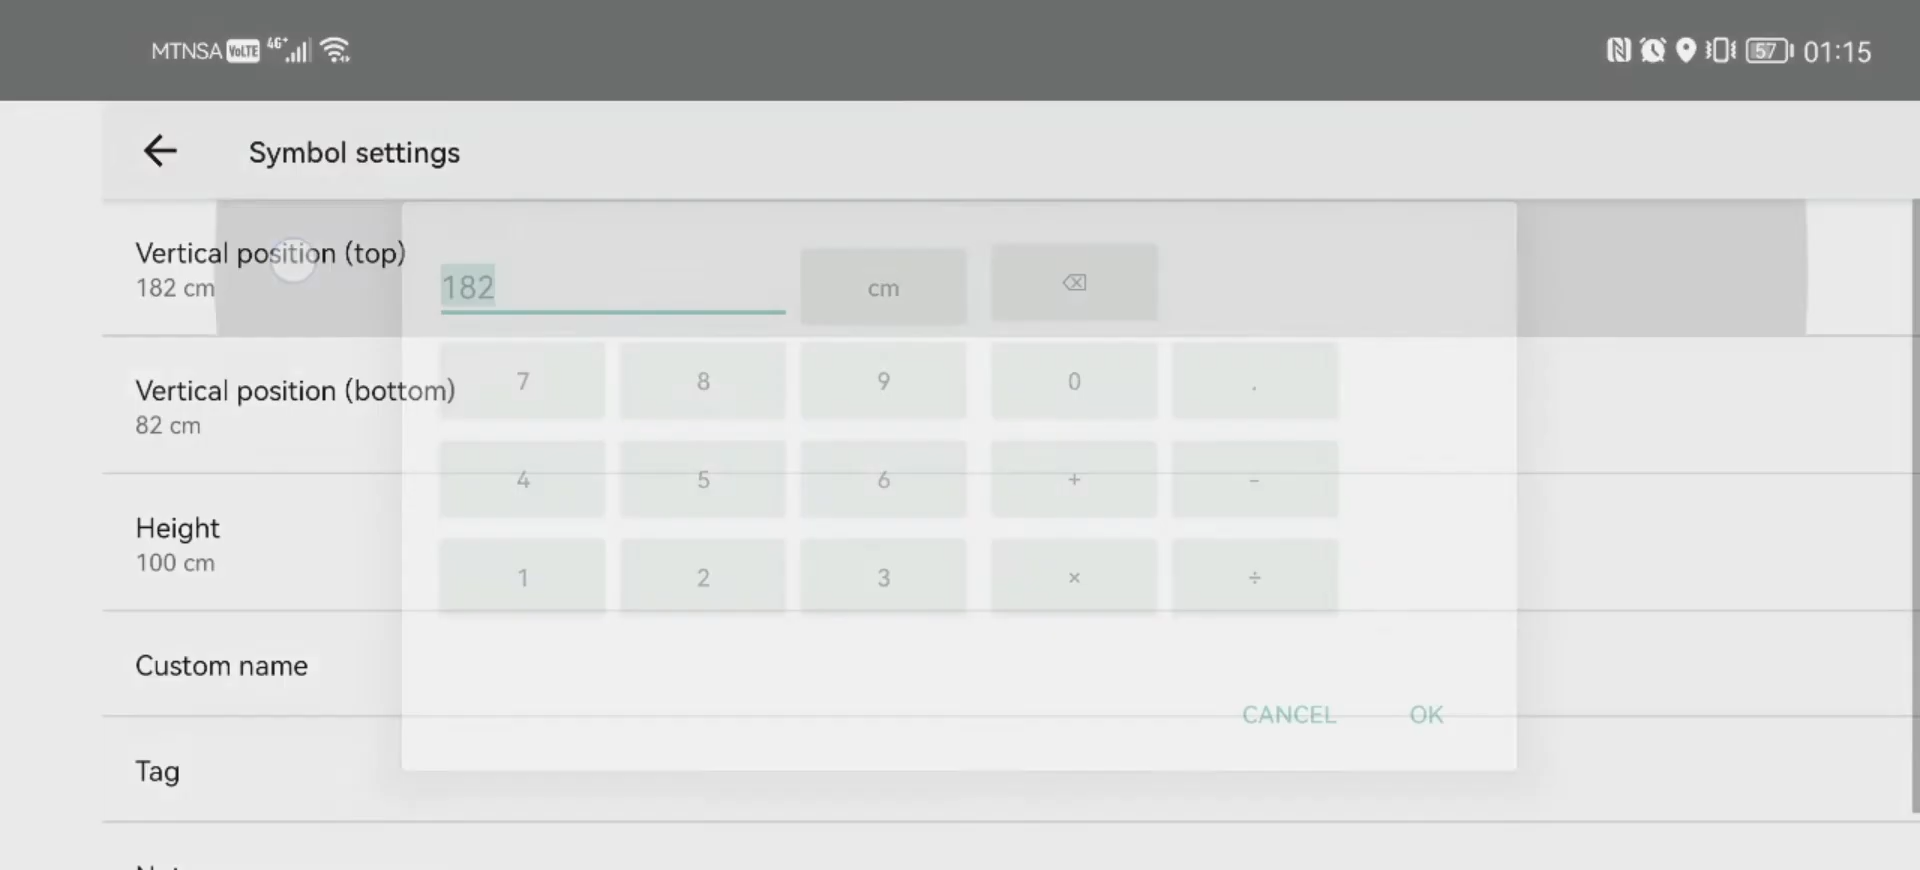 MTNSA VoLTE 4G+ 57 01:15
Symbol settings
Vertical position (top)
182 cm
182 cm
Vertical position (bottom)
82 cm
7 8 9 0 .
4 5 6 + -
Height
100 cm
1 2 3 × ÷
Custom name
CANCEL OK
Tag